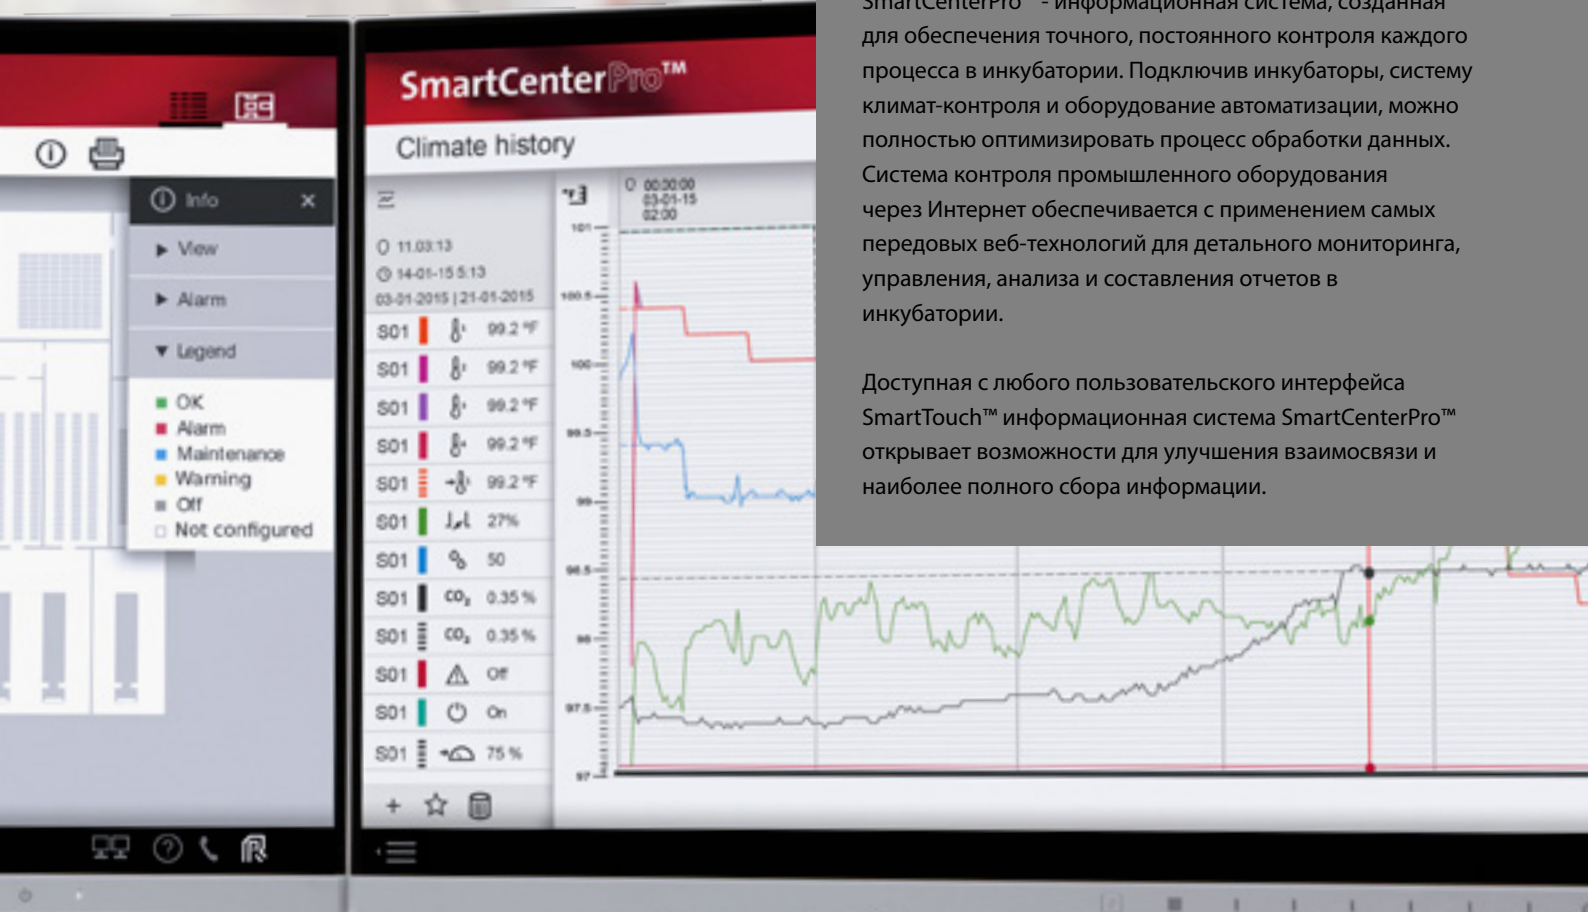 SmartCenterPro™
Climate history
Info
View
Alarm
Legend
OK
Alarm
Maintenance
Warning
Off
Not configured
00:30:00
03-01-15
02:00
11.03:13
14-01-15 5:13
03-01-2015 | 21-01-2015
S01 99.2 °F
S01 99.2 °F
S01 99.2 °F
S01 99.2 °F
S01 99.2 °F
S01 27%
S01 50
S01 CO₂ 0.35 %
S01 CO₂ 0.35 %
S01 Off
S01 On
S01 75 %
°F
101
100.5
100
99.5
99
98.5
98
97.5
97
SmartCenterPro™ - информационная система, созданная
для обеспечения точного, постоянного контроля каждого
процесса в инкубатории. Подключив инкубаторы, систему
климат-контроля и оборудование автоматизации, можно
полностью оптимизировать процесс обработки данных.
Система контроля промышленного оборудования
через Интернет обеспечивается с применением самых
передовых веб-технологий для детального мониторинга,
управления, анализа и составления отчетов в
инкубатории.
Доступная с любого пользовательского интерфейса
SmartTouch™ информационная система SmartCenterPro™
открывает возможности для улучшения взаимосвязи и
наиболее полного сбора информации.